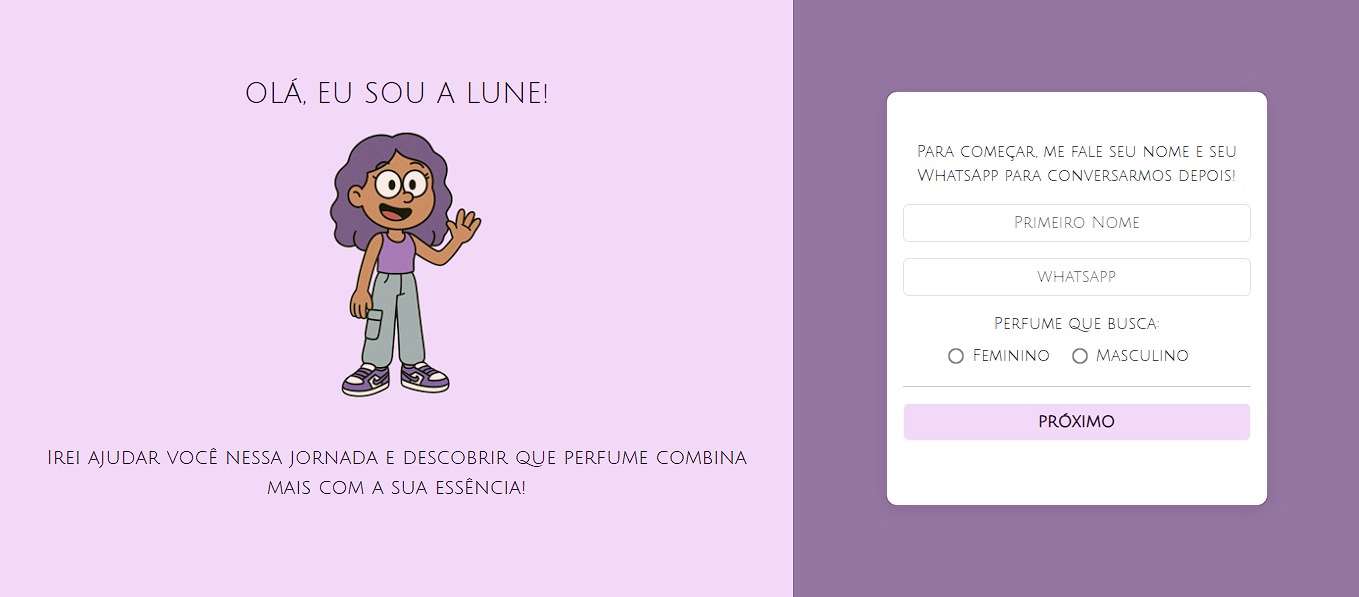 OLÁ, EU SOU A LUNE!
Irei ajudar você nessa jornada e descobrir que perfume combina
mais com a sua essência!
Para começar, me fale seu nome e seu
WhatsApp para conversarmos depois!
Primeiro Nome
whatsapp
Perfume que busca:
Feminino Masculino
PRÓXIMO